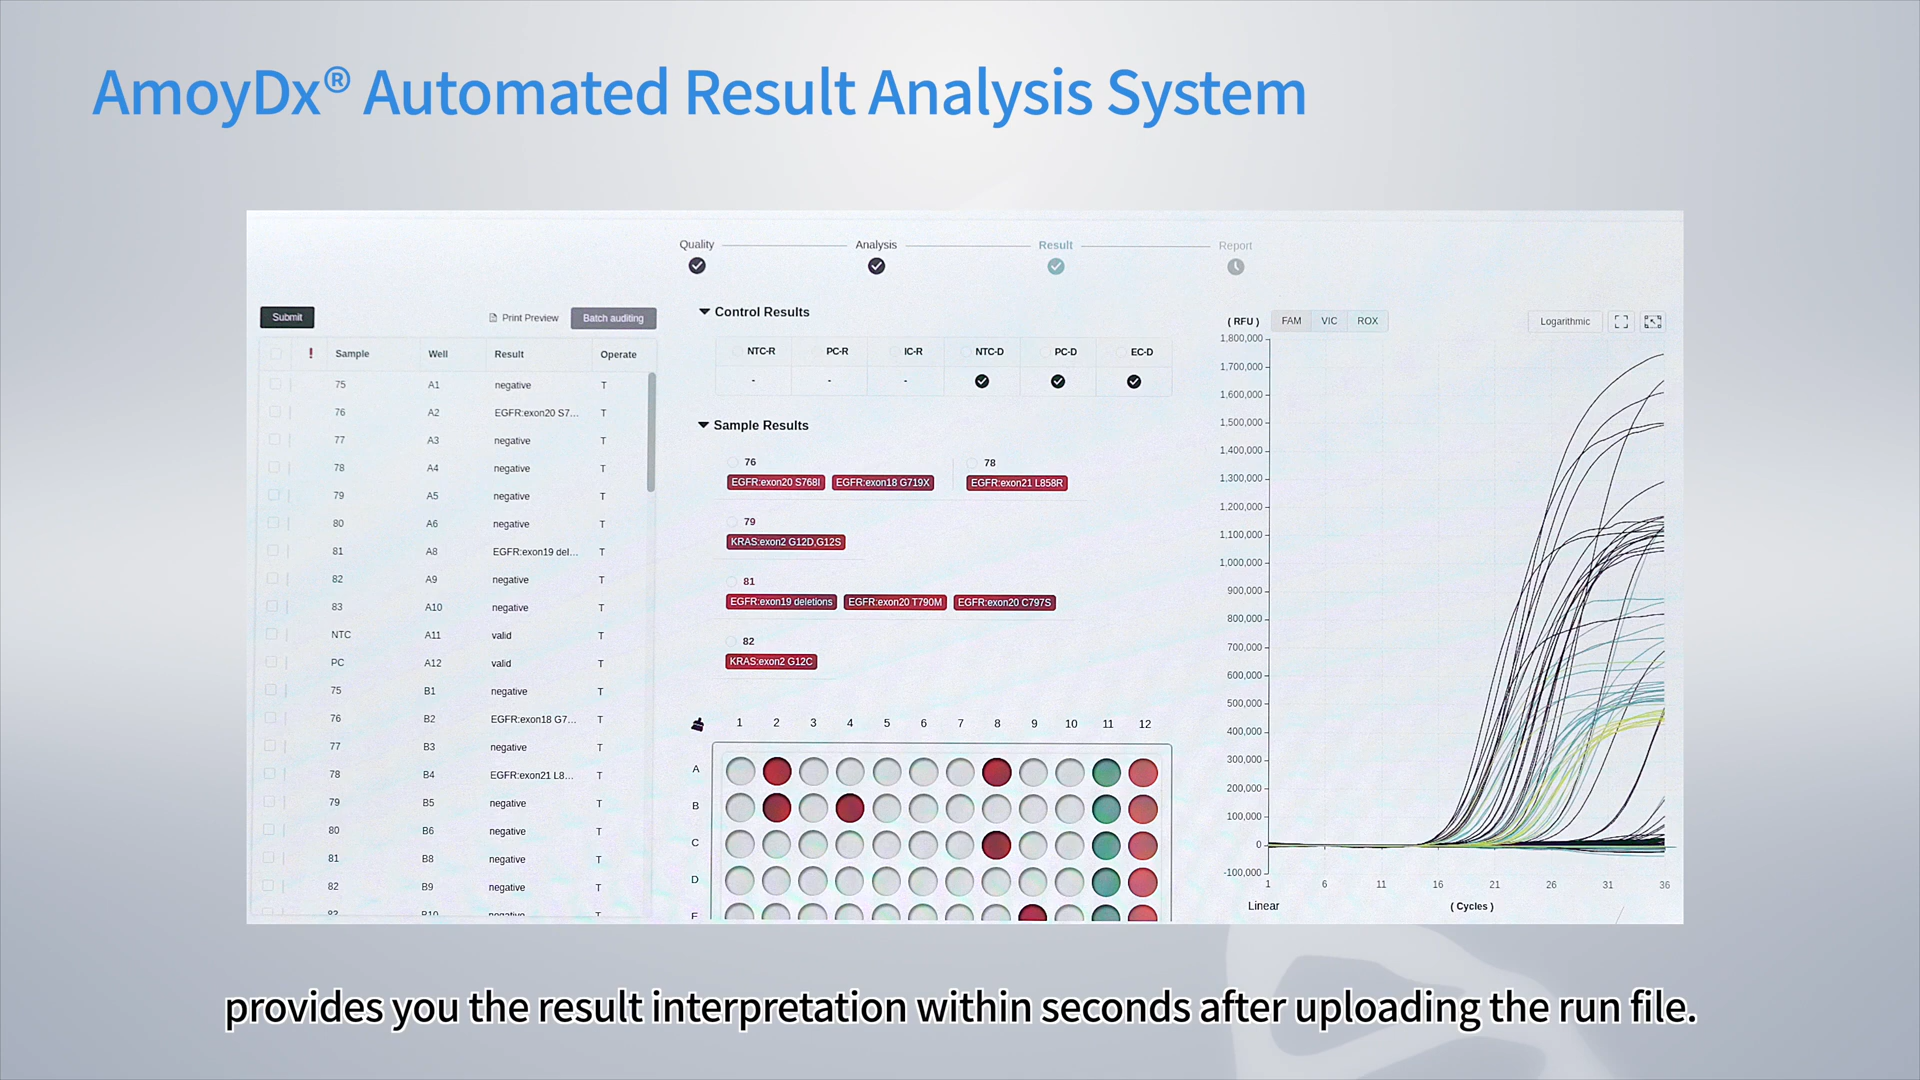 AmoyDx® Automated Result Analysis System
Quality Analysis Result Report
Submit Print Preview Batch auditing
! Sample Well Result Operate
75 A1 negative T
76 A2 EGFR:exon20 S7... T
77 A3 negative T
78 A4 negative T
79 A5 negative T
80 A6 negative T
81 A8 EGFR:exon19 del... T
82 A9 negative T
83 A10 negative T
NTC A11 valid T
PC A12 valid T
75 B1 negative T
76 B2 EGFR:exon18 G7... T
77 B3 negative T
78 B4 EGFR:exon21 L8... T
79 B5 negative T
80 B6 negative T
81 B8 negative T
82 B9 negative T
83 B10 negative T
Control Results
NTC-R PC-R IC-R NTC-D PC-D EC-D
- - -
Sample Results
76 78
EGFR:exon20 S768I EGFR:exon18 G719X EGFR:exon21 L858R
79
KRAS:exon2 G12D,G12S
81
EGFR:exon19 deletions EGFR:exon20 T790M EGFR:exon20 C797S
82
KRAS:exon2 G12C
1 2 3 4 5 6 7 8 9 10 11 12
A
B
C
D
E
( RFU ) FAM VIC ROX Logarithmic
1,800,000
1,700,000
1,600,000
1,500,000
1,400,000
1,300,000
1,200,000
1,100,000
1,000,000
900,000
800,000
700,000
600,000
500,000
400,000
300,000
200,000
100,000
0
-100,000
1 6 11 16 21 26 31 36
Linear ( Cycles )
provides you the result interpretation within seconds after uploading the run file.